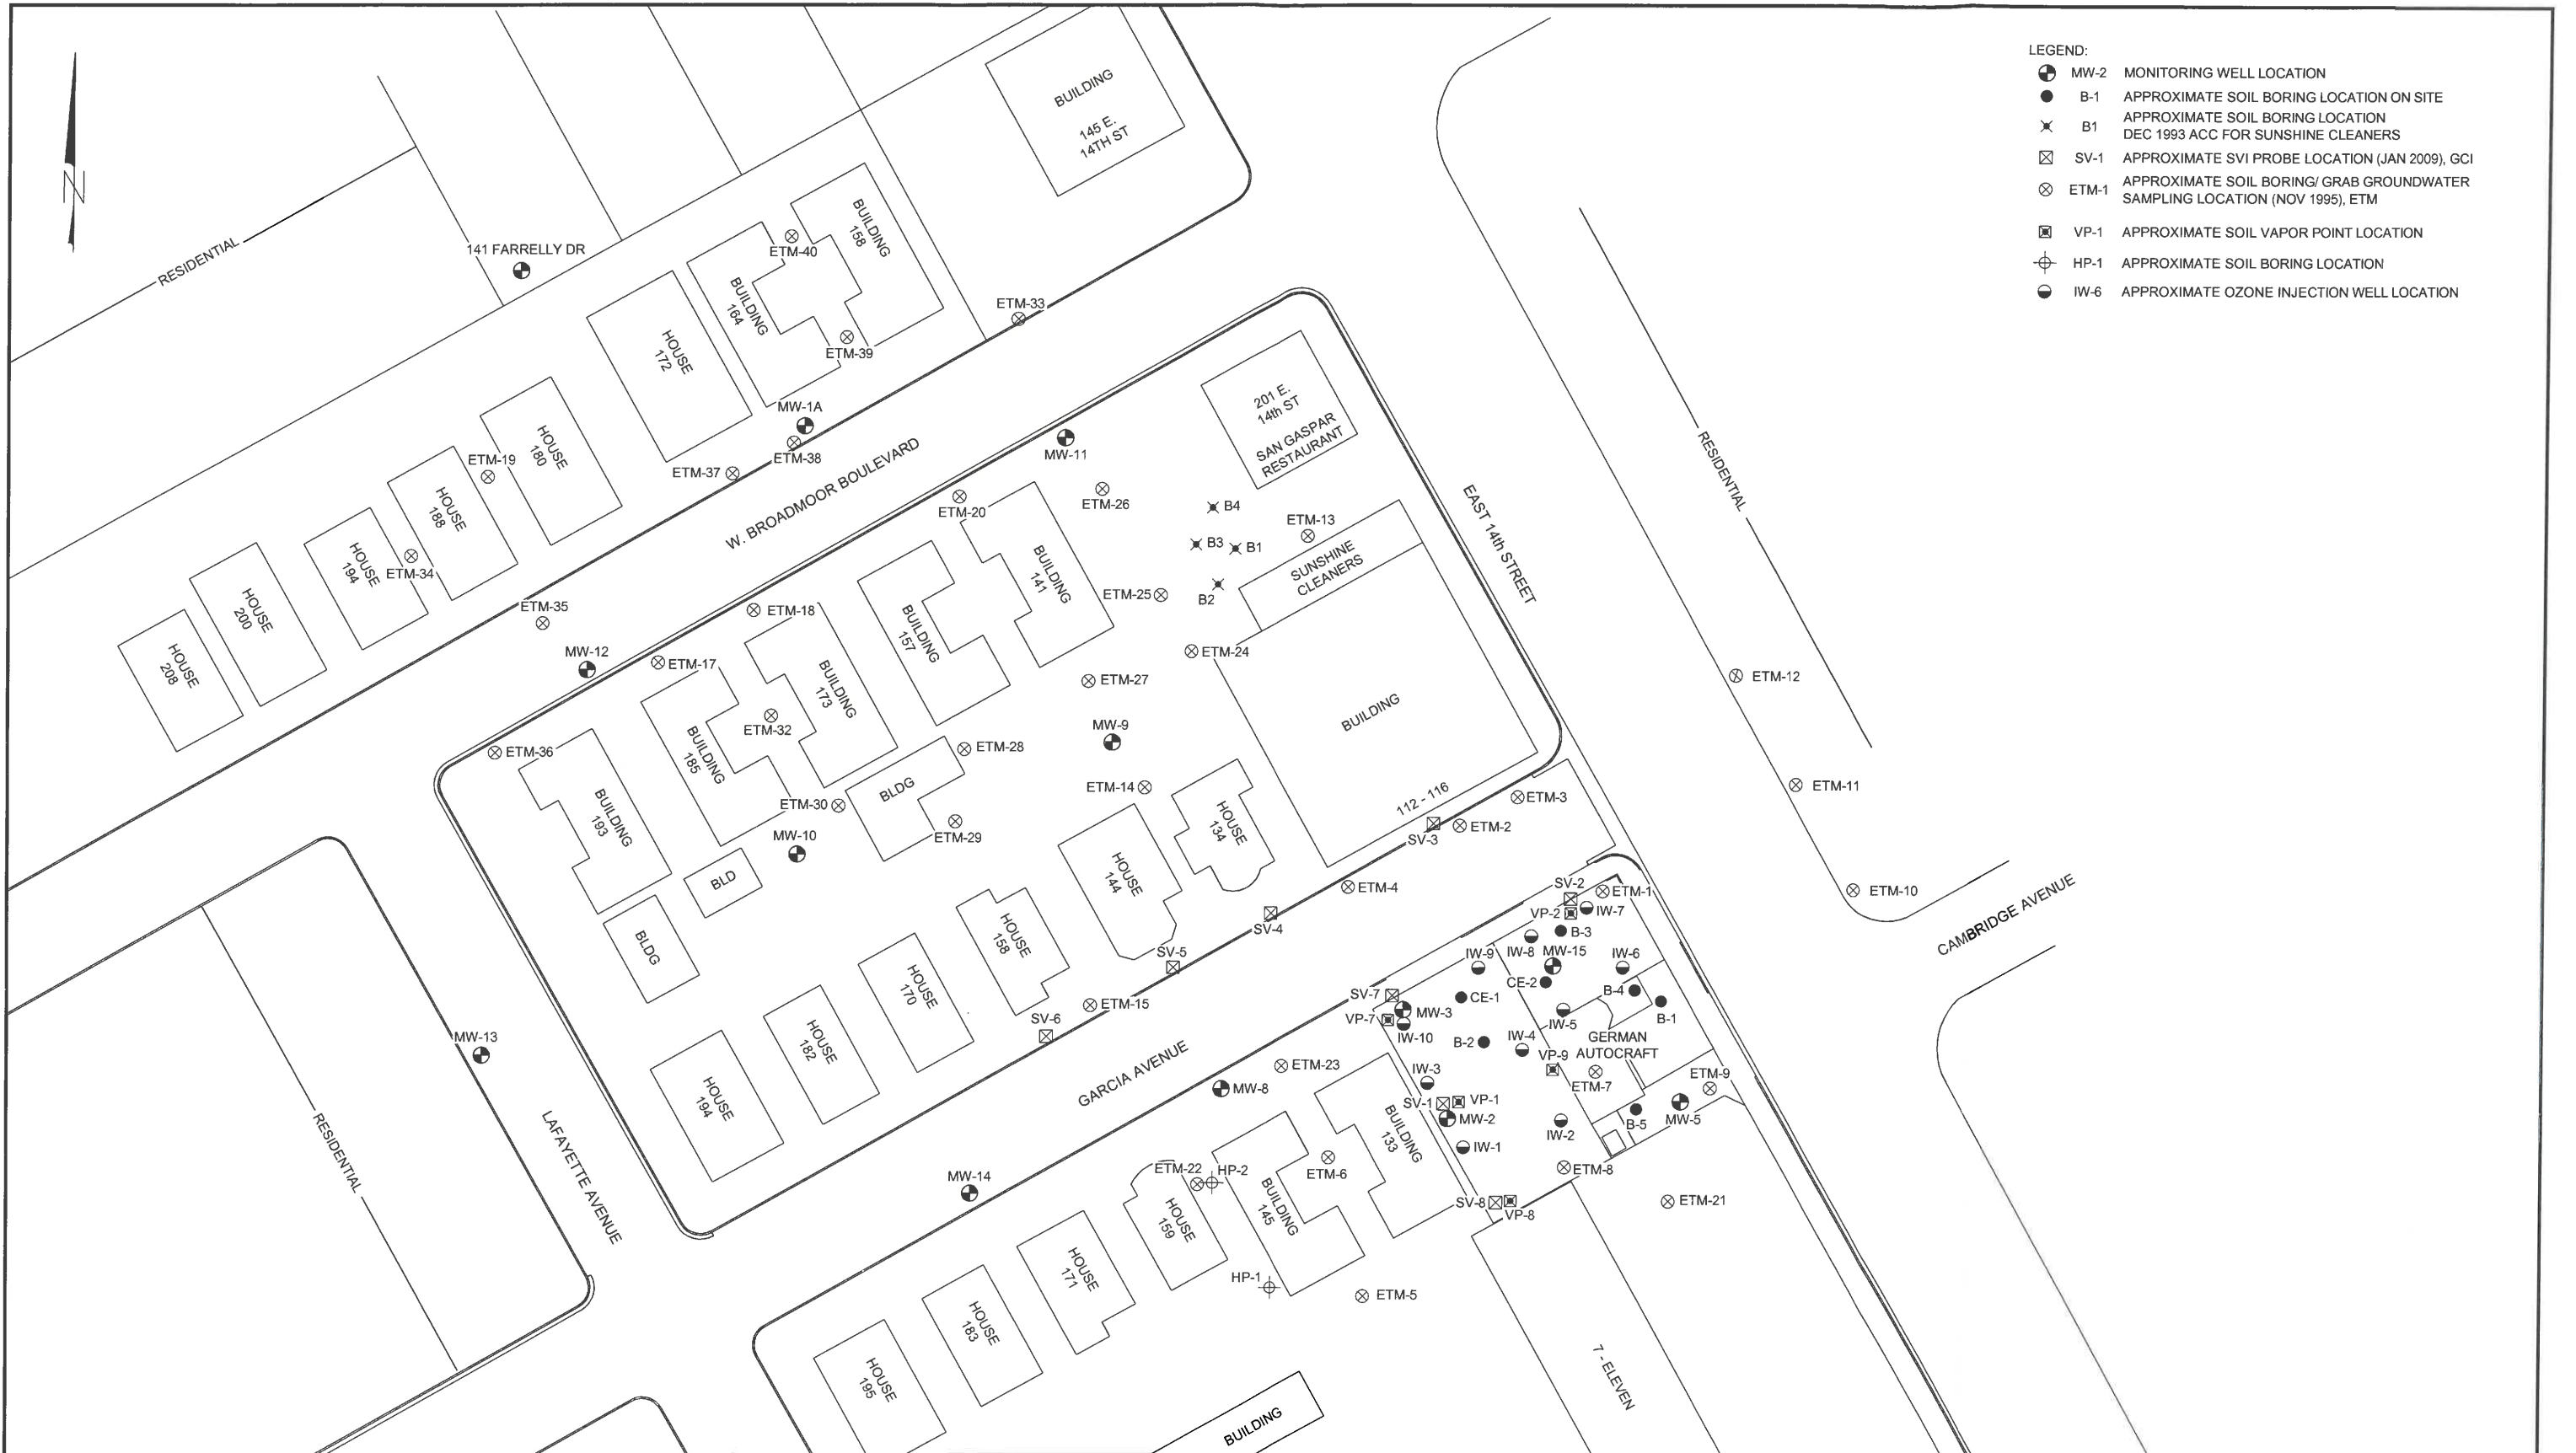 LEGEND:
MW-2 MONITORING WELL LOCATION
B-1 APPROXIMATE SOIL BORING LOCATION ON SITE
B1 APPROXIMATE SOIL BORING LOCATION
DEC 1993 ACC FOR SUNSHINE CLEANERS
SV-1 APPROXIMATE SVI PROBE LOCATION (JAN 2009), GCI
ETM-1 APPROXIMATE SOIL BORING/ GRAB GROUNDWATER
SAMPLING LOCATION (NOV 1995), ETM
VP-1 APPROXIMATE SOIL VAPOR POINT LOCATION
HP-1 APPROXIMATE SOIL BORING LOCATION
IW-6 APPROXIMATE OZONE INJECTION WELL LOCATION
N
BUILDING
145 E.
14TH ST
RESIDENTIAL
141 FARRELLY DR
ETM-40
BUILDING
158
BUILDING
164
ETM-39
ETM-33
HOUSE
172
MW-1A
ETM-38
ETM-37
W. BROADMOOR BOULEVARD
HOUSE
180
ETM-19
HOUSE
188
HOUSE
194
ETM-34
HOUSE
200
HOUSE
208
ETM-35
MW-12
ETM-17
ETM-18
ETM-20
MW-11
ETM-26
201 E.
14th ST
SAN GASPAR
RESTAURANT
B4
B3
B1
B2
ETM-13
SUNSHINE
CLEANERS
EAST 14th STREET
RESIDENTIAL
ETM-25
ETM-24
BUILDING
141
BUILDING
157
BUILDING
173
ETM-32
BUILDING
185
ETM-36
BUILDING
193
ETM-27
MW-9
ETM-28
BLDG
ETM-30
ETM-29
MW-10
BLD
BLDG
ETM-14
BUILDING
112 - 116
HOUSE
134
HOUSE
144
HOUSE
158
HOUSE
170
HOUSE
182
HOUSE
194
ETM-12
ETM-11
ETM-10
CAMBRIDGE AVENUE
ETM-3
ETM-2
SV-3
ETM-4
SV-4
SV-5
ETM-15
SV-6
GARCIA AVENUE
SV-2
ETM-1
VP-2
IW-7
B-3
IW-8
MW-15
IW-9
IW-6
CE-2
CE-1
B-4
B-1
SV-7
MW-3
VP-7
IW-10
IW-5
B-2
IW-4
GERMAN
AUTOCRAFT
VP-9
ETM-7
ETM-9
IW-3
SV-1
VP-1
MW-2
MW-5
B-5
IW-2
IW-1
ETM-8
SV-8
VP-8
ETM-21
ETM-23
MW-8
BUILDING
133
ETM-6
BUILDING
145
ETM-22
HP-2
HOUSE
159
HP-1
ETM-5
MW-14
HOUSE
171
HOUSE
183
HOUSE
195
MW-13
RESIDENTIAL
LAFAYETTE AVENUE
BUILDING
7 - ELEVEN